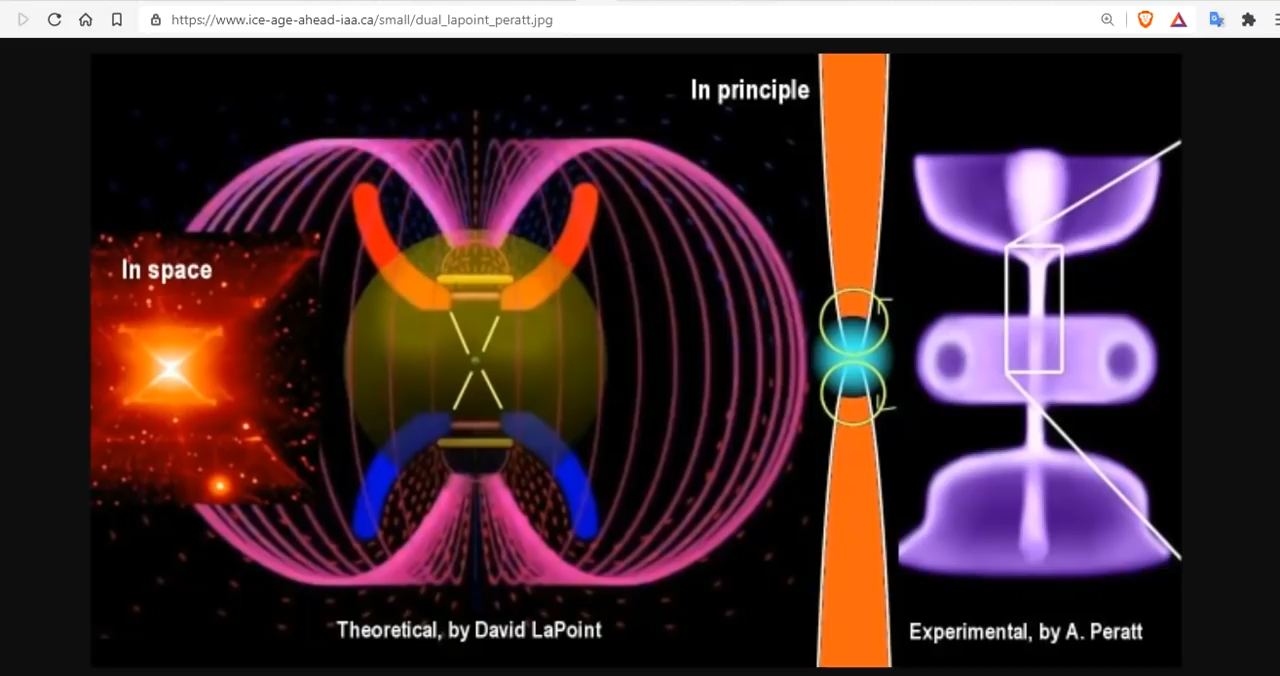 https://www.ice-age-ahead-iaa.ca/small/dual_lapoint_peratt.jpg
In principle
In space
Theoretical, by David LaPoint
Experimental, by A. Peratt